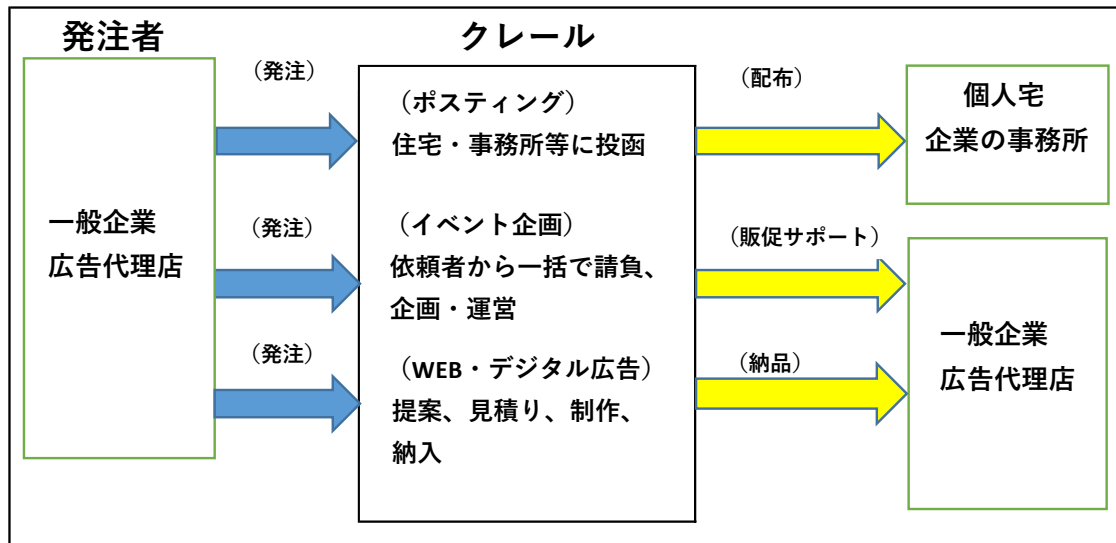 発注者
クレール
（発注）
（配布）
（ポスティング）
住宅・事務所等に投函
個人宅
企業の事務所
一般企業
広告代理店
（発注）
（イベント企画）
依頼者から一括で請負、
企画・運営
（販促サポート）
（発注）
（WEB・デジタル広告）
提案、見積り、制作、
納入
（納品）
一般企業
広告代理店